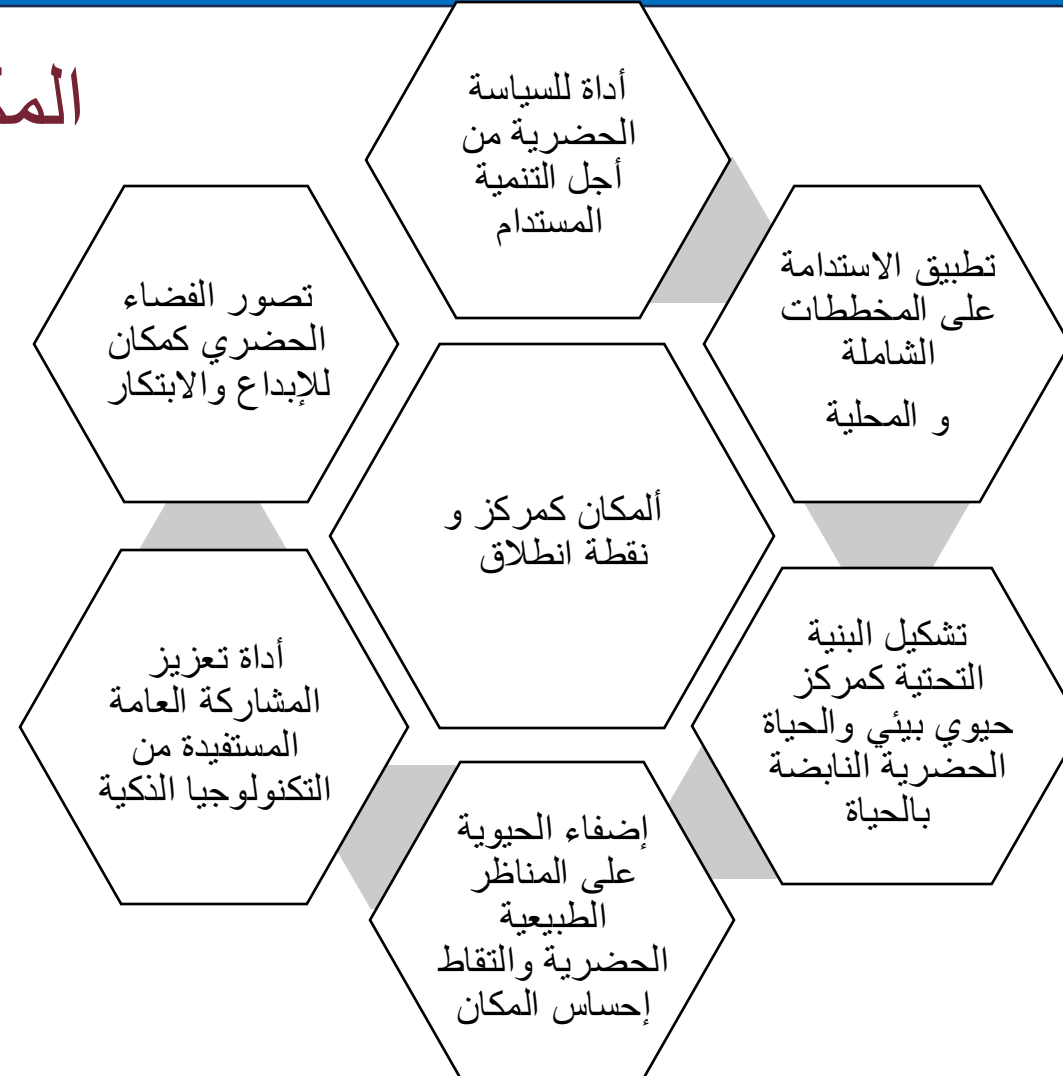 أداة للسياسة
الحضرية من
أجل التنمية
المستدام
تطبيق الاستدامة
على المخططات
الشاملة
و المحلية
تشكيل البنية
التحتية كمركز
حيوي بيئي والحياة
الحضرية النابضة
بالحياة
إضفاء الحيوية
على المناظر
الطبيعية
الحضرية والتقاط
إحساس المكان
أداة تعزيز
المشاركة العامة
المستفيدة من
التكنولوجيا الذكية
تصور الفضاء
الحضري كمكان
للإبداع والابتكار
ألمكان كمركز و
نقطة انطلاق